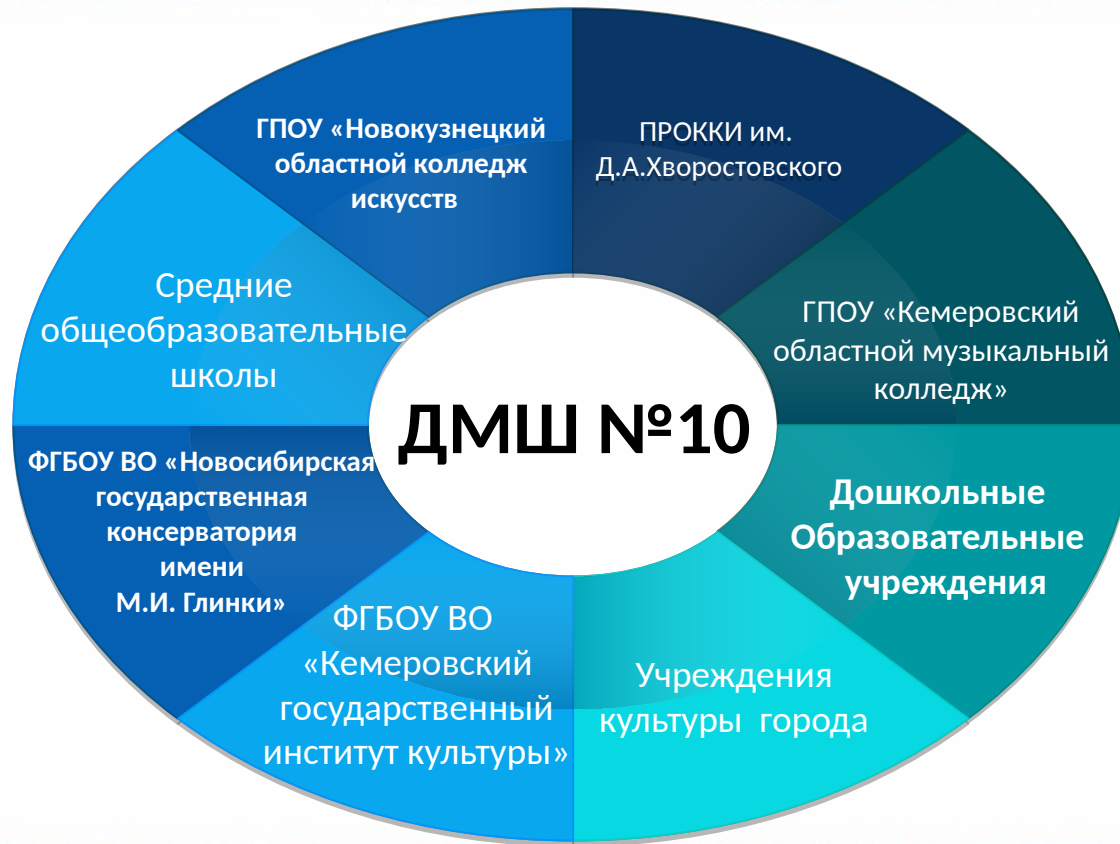 ГПОУ «Новокузнецкий
областной колледж
искусств
ПРОККИ им.
Д.А.Хворостовского
Средние
общеобразовательные
школы
ГПОУ «Кемеровский
областной музыкальный
колледж»
ДМШ №10
ФГБОУ ВО «Новосибирская
государственная
консерватория
имени
М.И. Глинки»
Дошкольные
Образовательные
учреждения
ФГБОУ ВО
«Кемеровский
государственный
институт культуры»
Учреждения
культуры  города